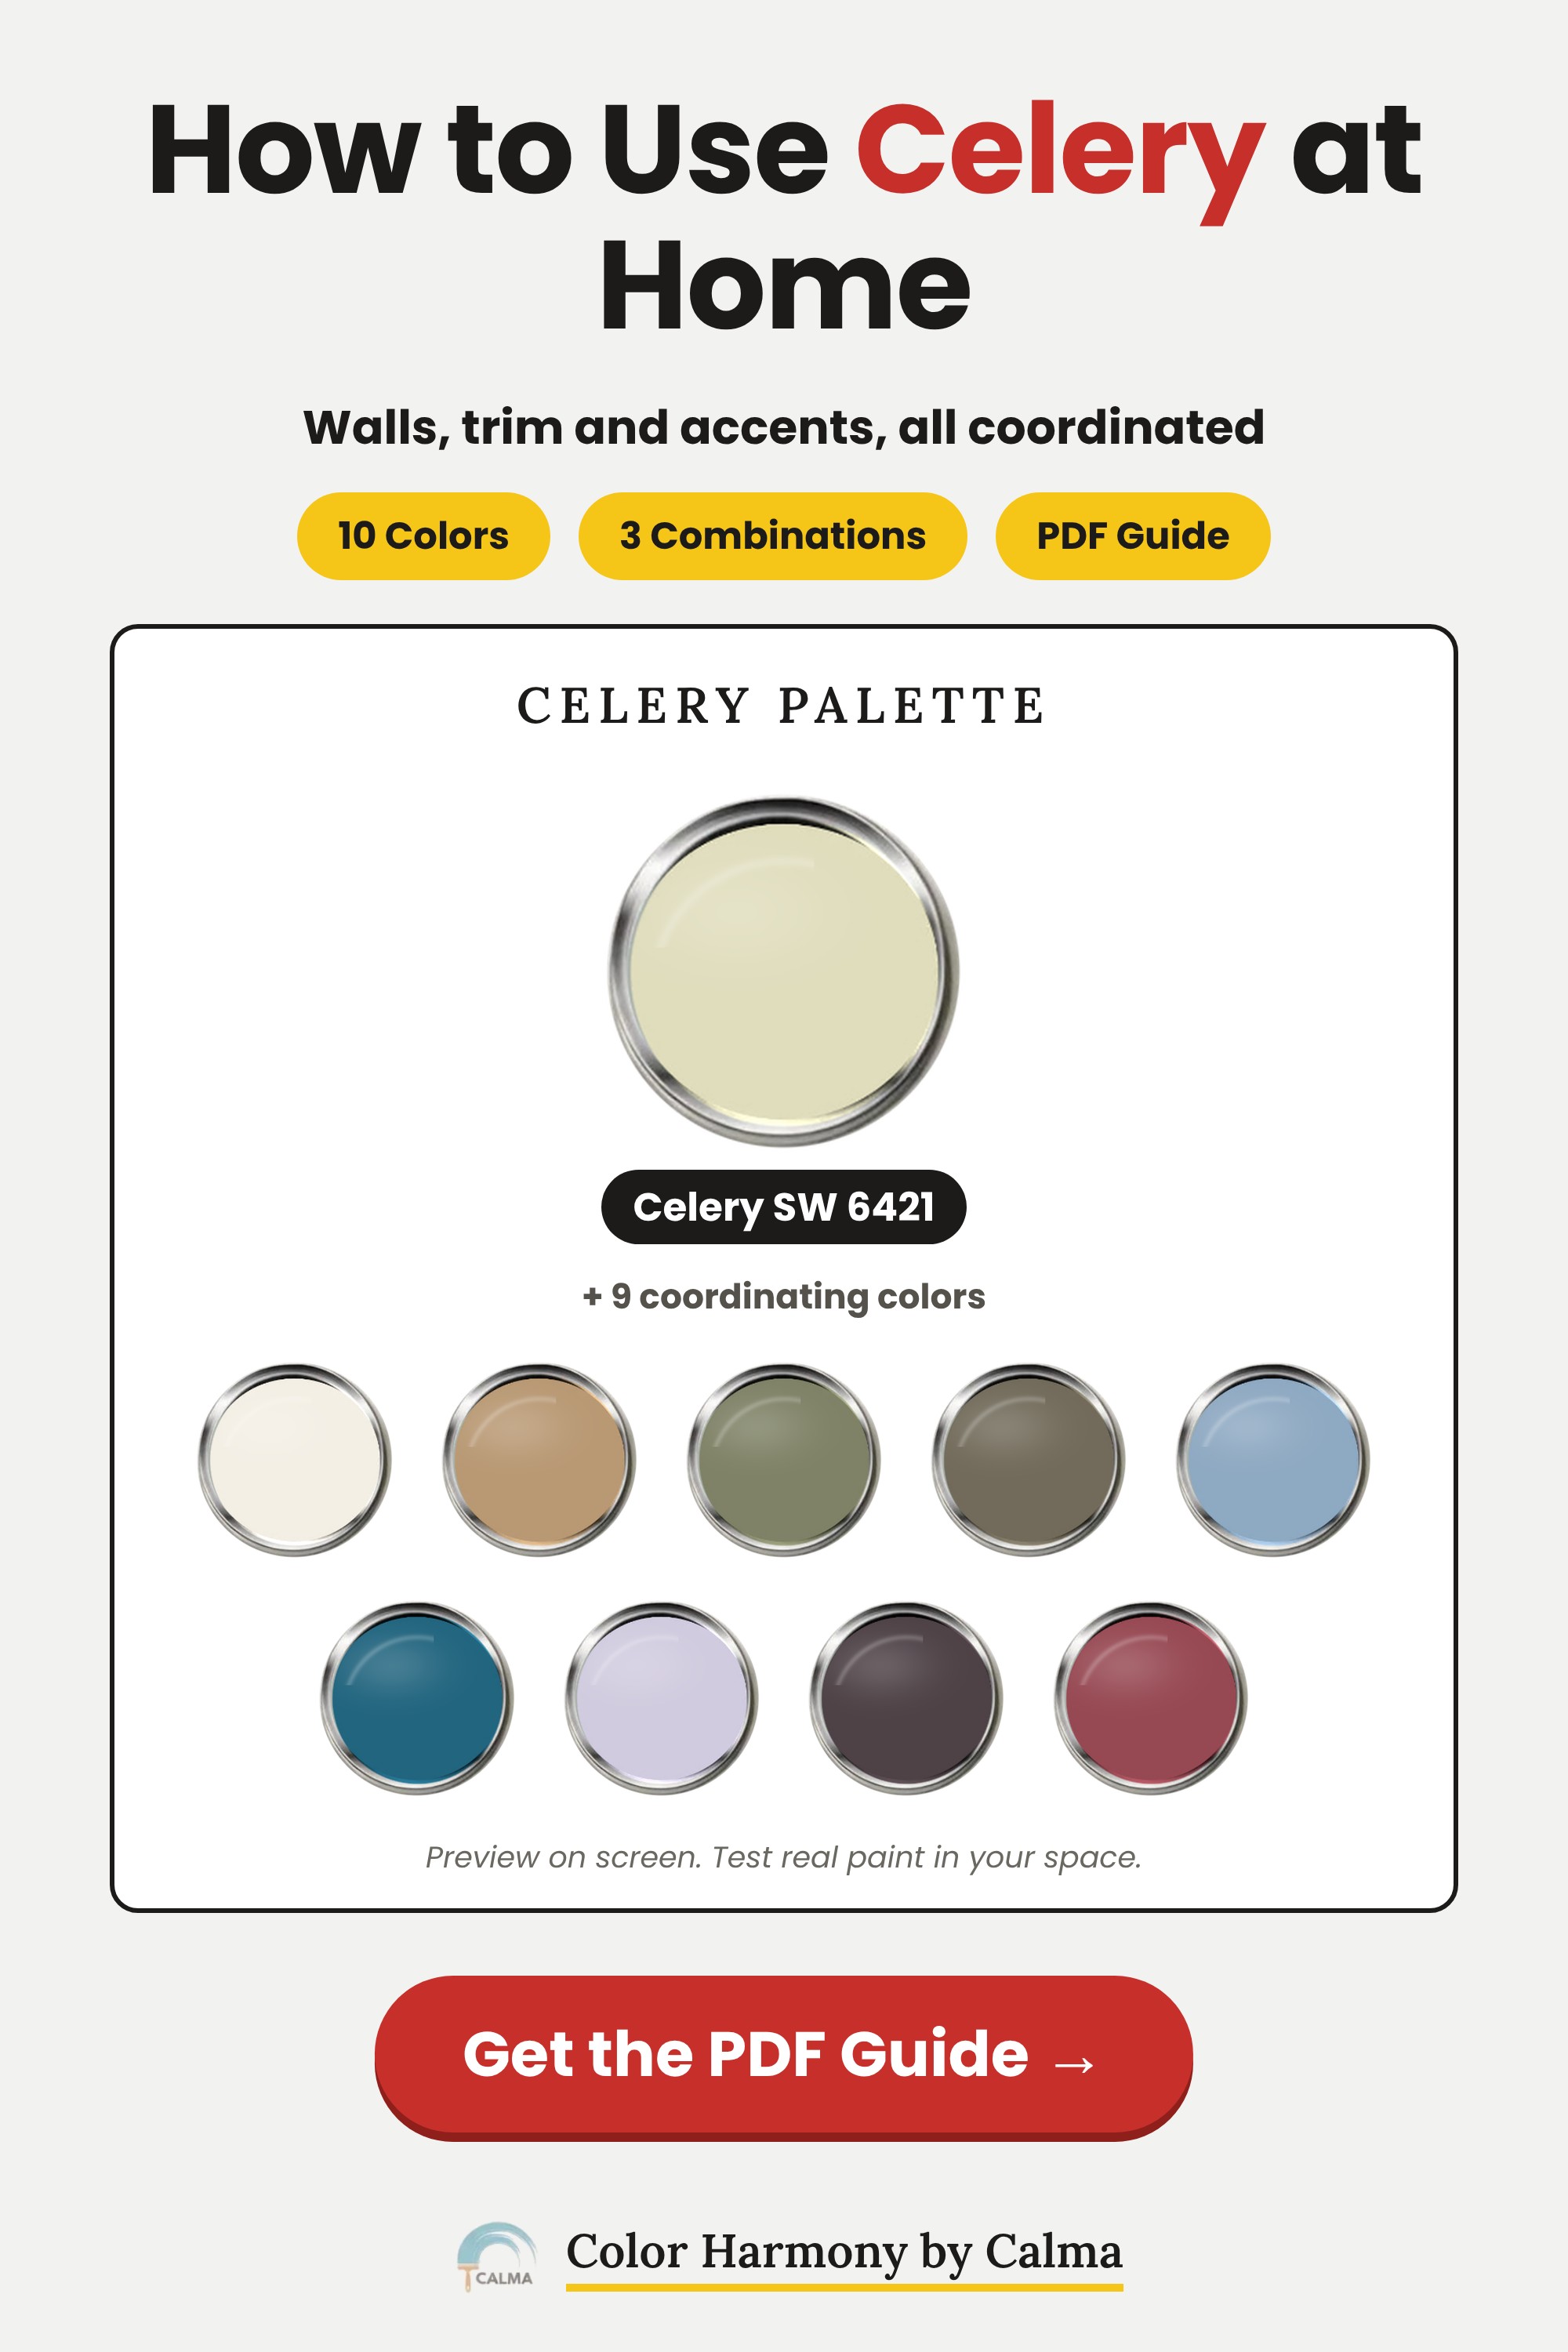 How to Use Celery at
Home
Walls, trim and accents, all coordinated
10 Colors
3 Combinations
PDF Guide
CELERY PALETTE
Celery SW 6421
+ 9 coordinating colors
Preview on screen. Test real paint in your space.
Get the PDF Guide →
CALMA
Color Harmony by Calma